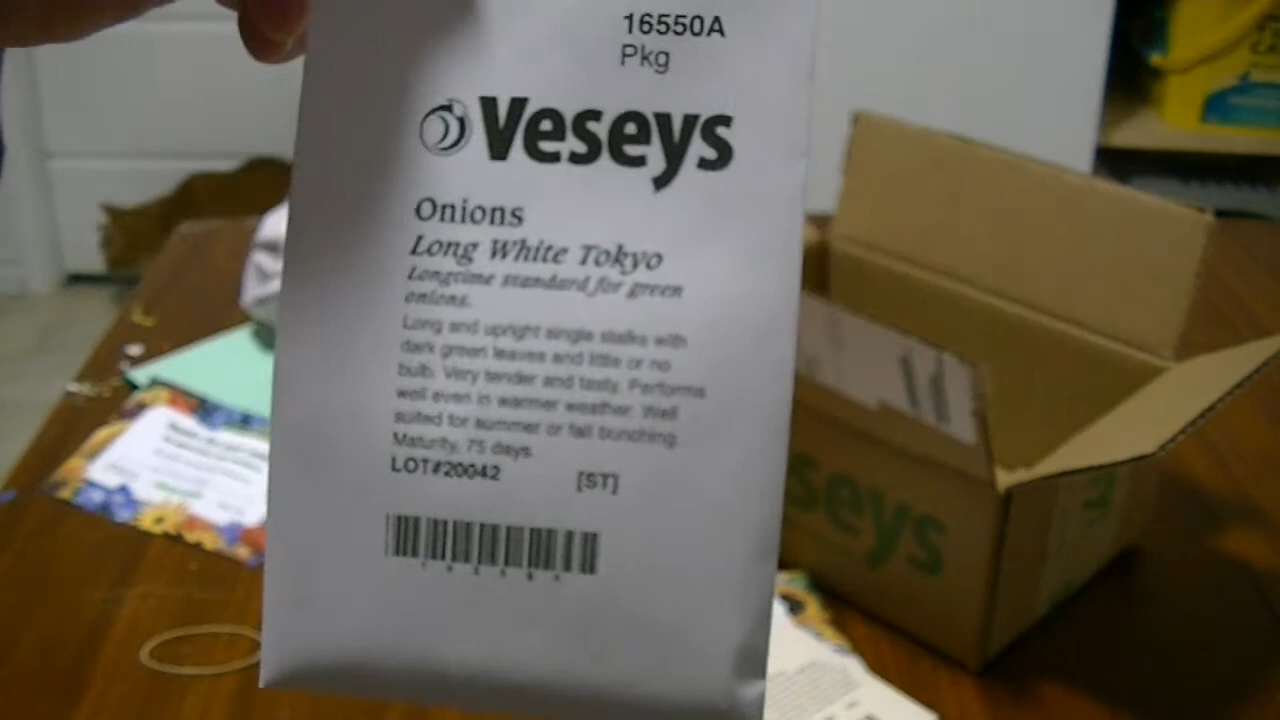 16550A
Pkg
Veseys
Onions
Long White Tokyo
Longtime standard for green
onions.
Long and upright single stalks with
dark green leaves and little or no
bulb. Very tender and tasty. Performs
well even in warmer weather. Well
suited for summer or fall bunching.
Maturity, 75 days.
LOT#20042 [ST]
seys